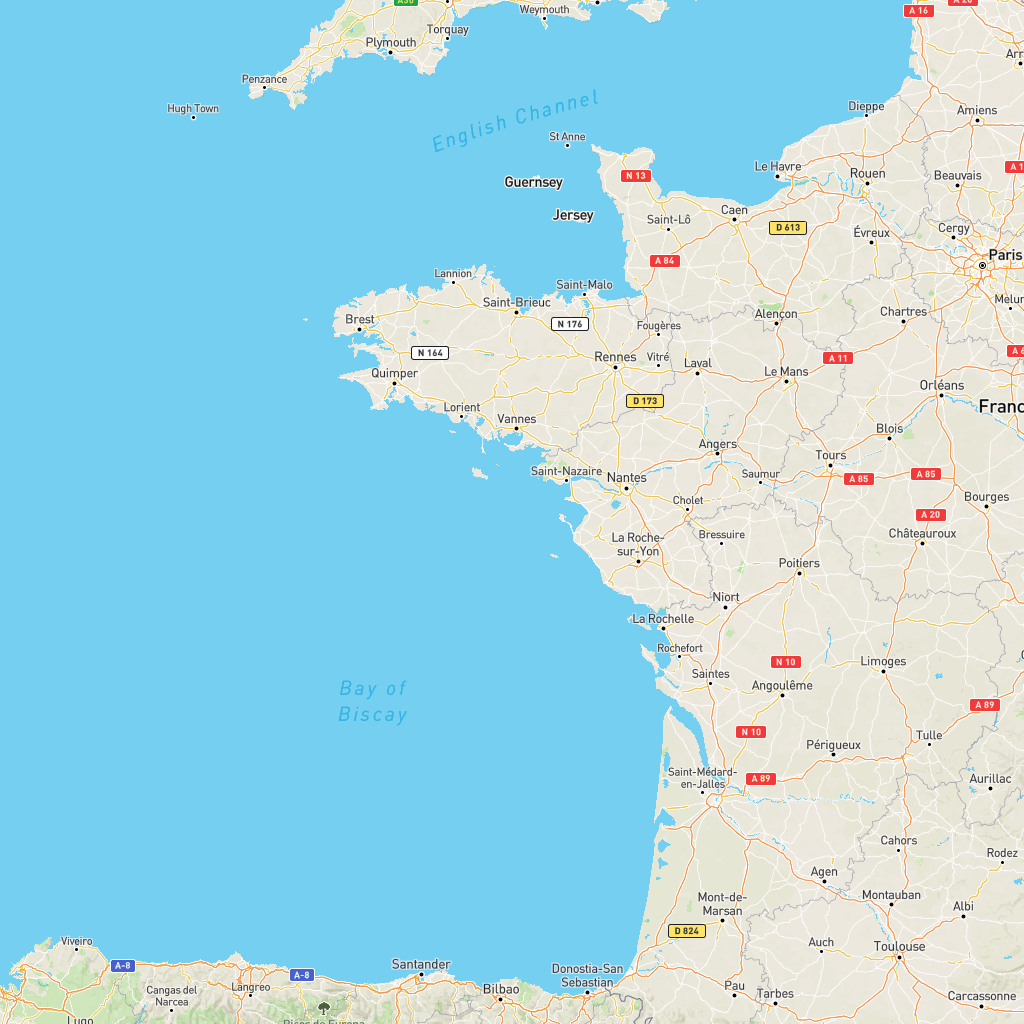 A30
Weymouth
A 16
A 26
Torquay
Plymouth
Arr
Penzance
Hugh Town
English Channel
Dieppe
Amiens
St Anne
Le Havre
A 1
Guernsey
N 13
Rouen
Beauvais
Jersey
Saint-Lô
Caen
D 613
Évreux
Cergy
A 84
Paris
Lannion
Saint-Malo
Saint-Brieuc
Melun
Brest
N 176
Fougères
Alençon
Chartres
N 164
Rennes
Vitré
Laval
A 11
A 6
Quimper
Le Mans
Orléans
Lorient
D 173
Franc
Vannes
Blois
Angers
Tours
Saint-Nazaire
Nantes
Saumur
A 85
A 85
Cholet
Bourges
A 20
La Roche-
sur-Yon
Bressuire
Châteauroux
Poitiers
Niort
La Rochelle
Rochefort
N 10
Limoges
Saintes
Angoulême
Bay of
Biscay
A 89
N 10
Périgueux
Tulle
Saint-Médard-
en-Jalles
A 89
Aurillac
Cahors
Rodez
Agen
Mont-de-
Marsan
Montauban
Albi
D 824
Viveiro
Auch
Toulouse
A-8
A-8
Santander
Donostia-San
Sebastian
Cangas del
Narcea
Langreo
Bilbao
Pau
Tarbes
Carcassonne
Lugo
Picos de Europa